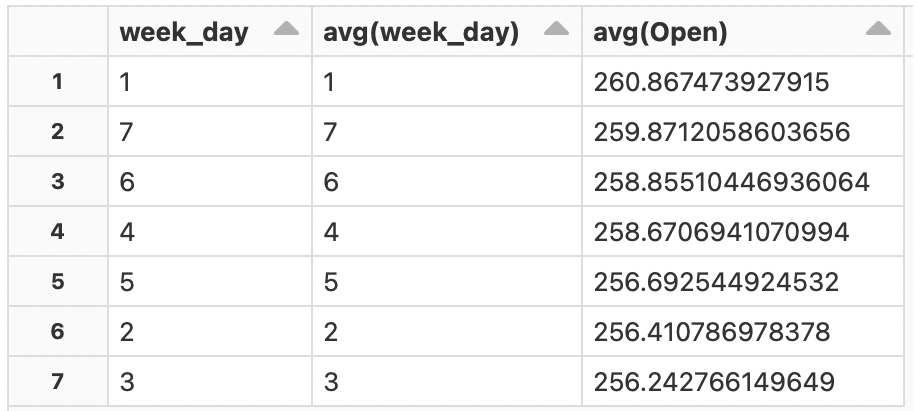 week_day avg(week_day) avg(Open)
1 1 1 260.867473927915
2 7 7 259.8712058603656
3 6 6 258.85510446936064
4 4 4 258.6706941070994
5 5 5 256.692544924532
6 2 2 256.410786978378
7 3 3 256.242766149649